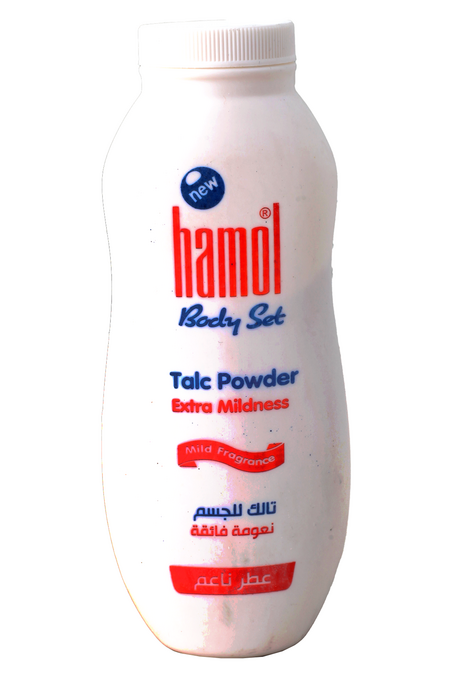 new
hamol®
Body Set
Talc Powder
Extra Mildness
Mild Fragrance
تالك للجسم
نعومة فائقة
عطر ناعم